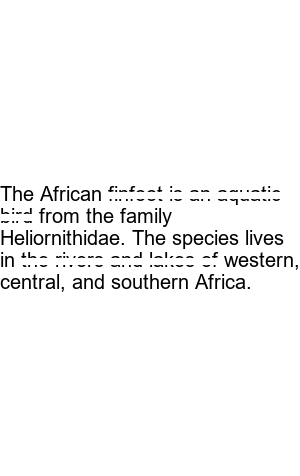 The African finfoot is an aquatic
bird from the family
Heliornithidae. The species lives
in the rivers and lakes of western,
central, and southern Africa.